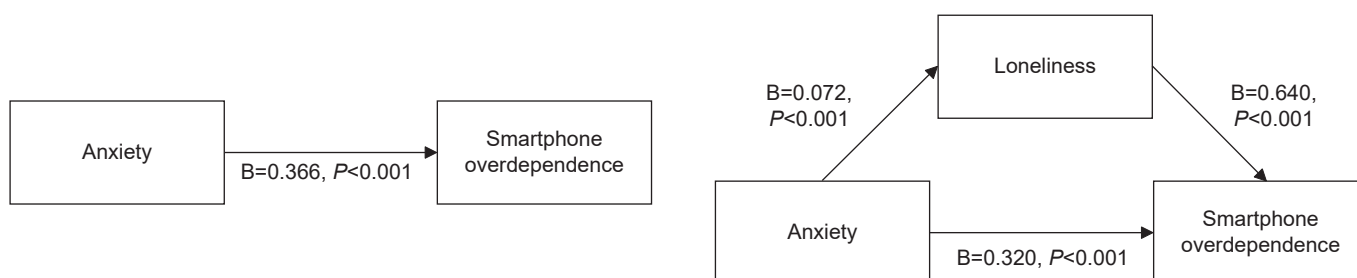 Anxiety
B=0.366, P<0.001
Smartphone
overdependence
Loneliness
B=0.072,
P<0.001
B=0.640,
P<0.001
Anxiety
B=0.320, P<0.001
Smartphone
overdependence